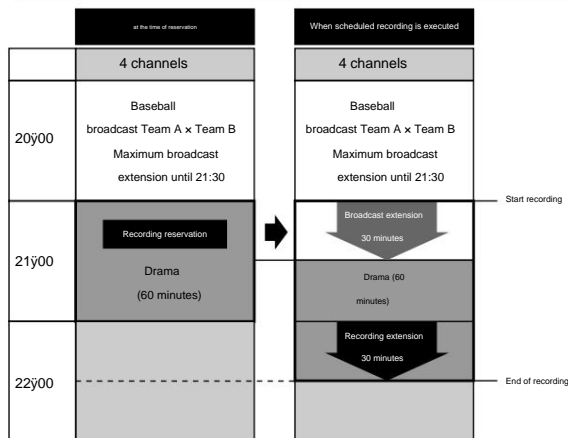 at the time of reservation
When scheduled recording is executed
4 channels
4 channels
20ÿ00
Baseball
broadcast Team A × Team B
Maximum broadcast
extension until 21:30
Baseball
broadcast Team A × Team B
Maximum broadcast
extension until 21:30
Start recording
21ÿ00
Recording reservation
Drama
(60 minutes)
Broadcast extension
30 minutes
Drama (60
minutes)
22ÿ00
Recording extension
30 minutes
End of recording